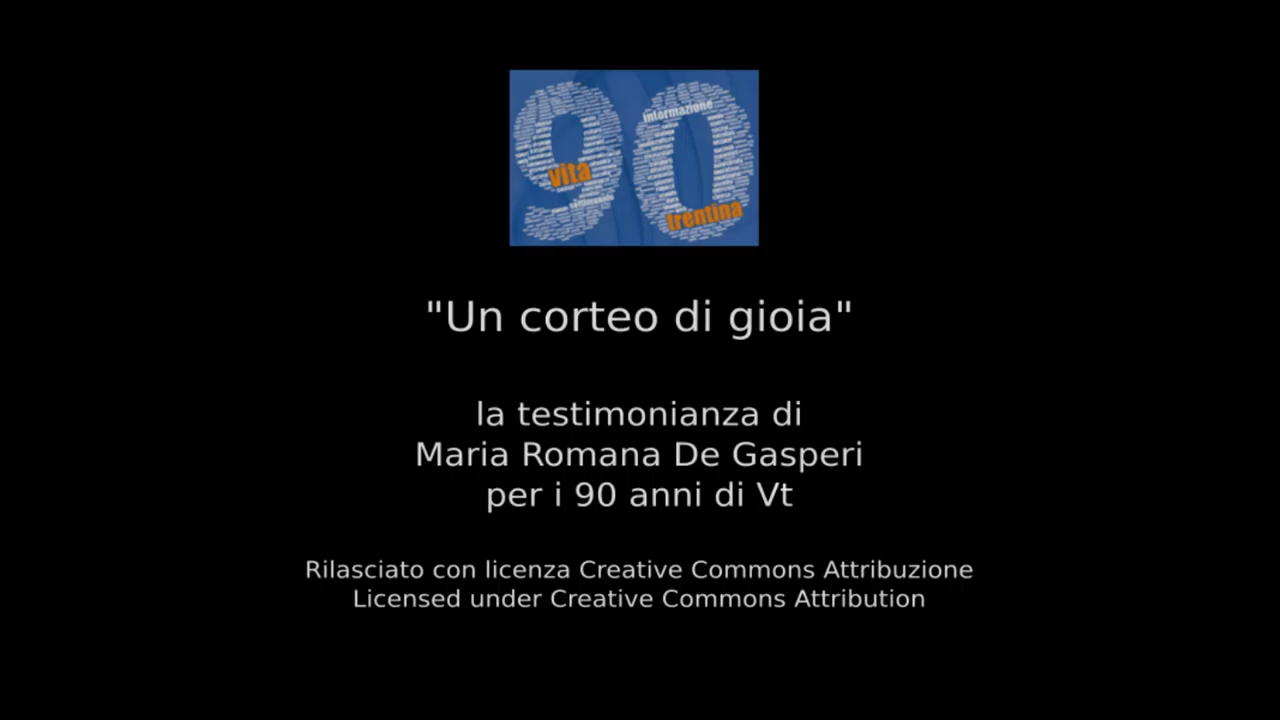 informazione
vita
settimanale
trentina
"Un corteo di gioia"
la testimonianza di
Maria Romana De Gasperi
per i 90 anni di Vt
Rilasciato con licenza Creative Commons Attribuzione
Licensed under Creative Commons Attribution